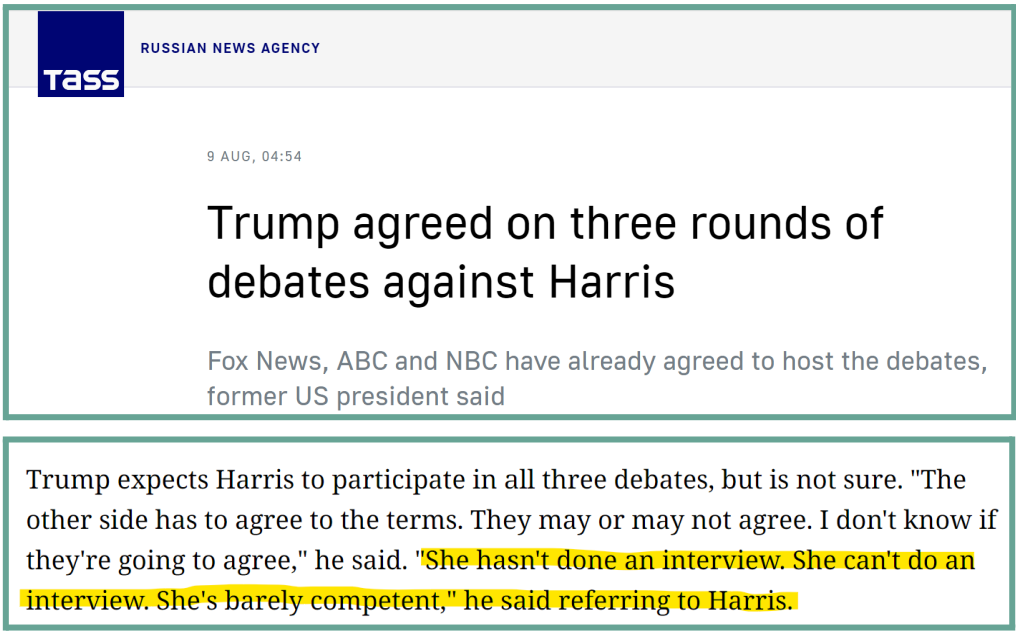 RUSSIAN NEWS AGENCY
TASS
9 AUG, 04:54
Trump agreed on three rounds of
debates against Harris
Fox News, ABC and NBC have already agreed to host the debates,
former US president said
Trump expects Harris to participate in all three debates, but is not sure. "The
other side has to agree to the terms. They may or may not agree. I don't know if
they're going to agree," he said. "She hasn't done an interview. She can't do an
interview. She's barely competent," he said referring to Harris.